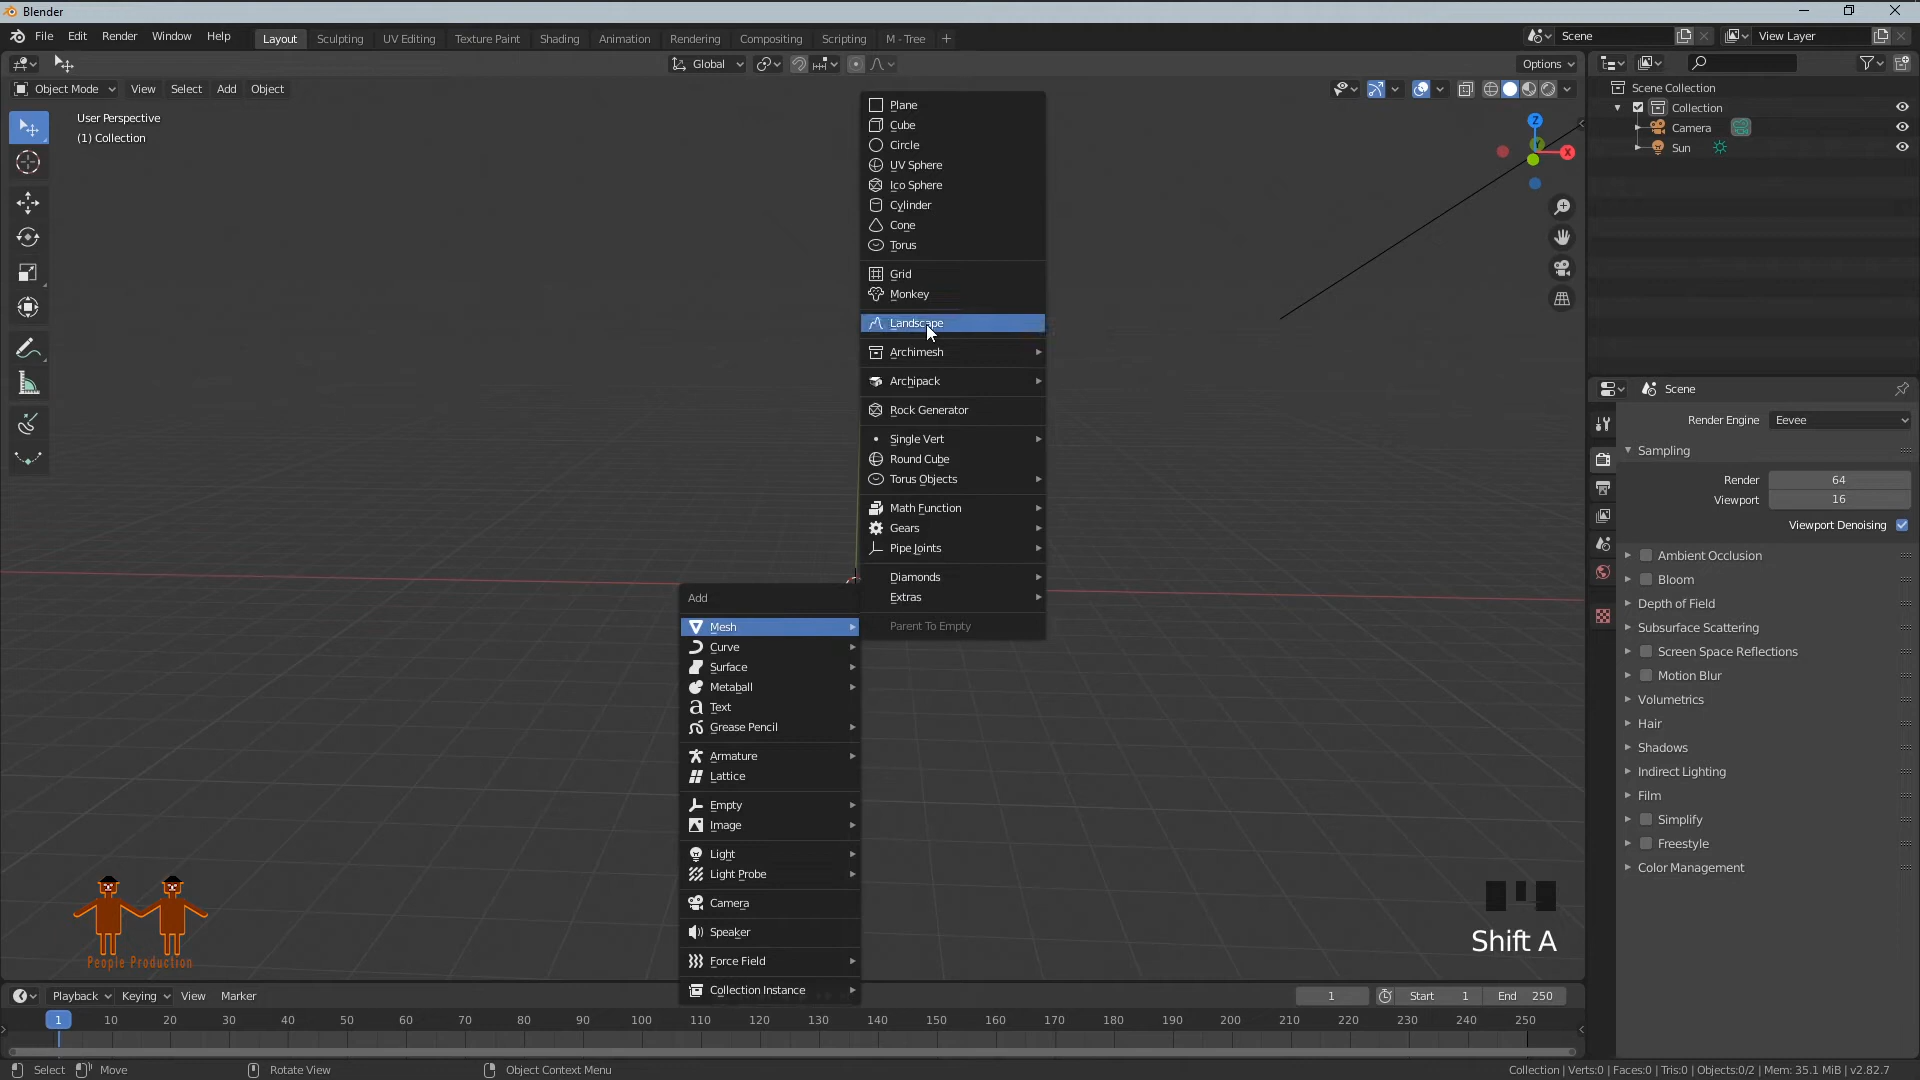 Blender
File Edit Render Window Help
Layout Sculpting UV Editing Texture Paint Shading Animation Rendering Compositing Scripting M - Tree +
Scene
View Layer
Global
Options
Object Mode View Select Add Object
User Perspective
(1) Collection
Plane
Cube
Circle
UV Sphere
Ico Sphere
Cylinder
Cone
Torus
Grid
Monkey
Landscape
Archimesh
Archipack
Rock Generator
Single Vert
Round Cube
Torus Objects
Math Function
Gears
Pipe Joints
Diamonds
Extras
Parent To Empty
Add
Mesh
Curve
Surface
Metaball
Text
Grease Pencil
Armature
Lattice
Empty
Image
Light
Light Probe
Camera
Speaker
Force Field
Collection Instance
Z
X
Scene Collection
Collection
Camera
Sun
Scene
Render Engine Eevee
Sampling
Render 64
Viewport 16
Viewport Denoising
Ambient Occlusion
Bloom
Depth of Field
Subsurface Scattering
Screen Space Reflections
Motion Blur
Volumetrics
Hair
Shadows
Indirect Lighting
Film
Simplify
Freestyle
Color Management
People Production
Shift A
Playback Keying View Marker
1 Start 1 End 250
1 10 20 30 40 50 60 70 80 90 100 110 120 130 140 150 160 170 180 190 200 210 220 230 240 250
Select Move Rotate View Object Context Menu
Collection | Verts:0 | Faces:0 | Tris:0 | Objects:0/2 | Mem: 35.1 MiB | v2.82.7